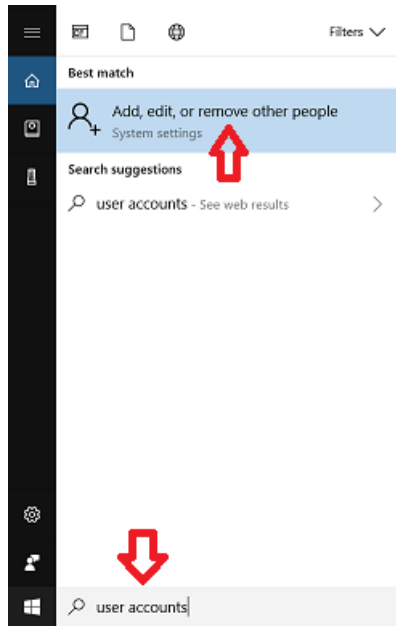 Filters
Best match
Add, edit, or remove other people
System settings
Search suggestions
user accounts - See web results
user accounts